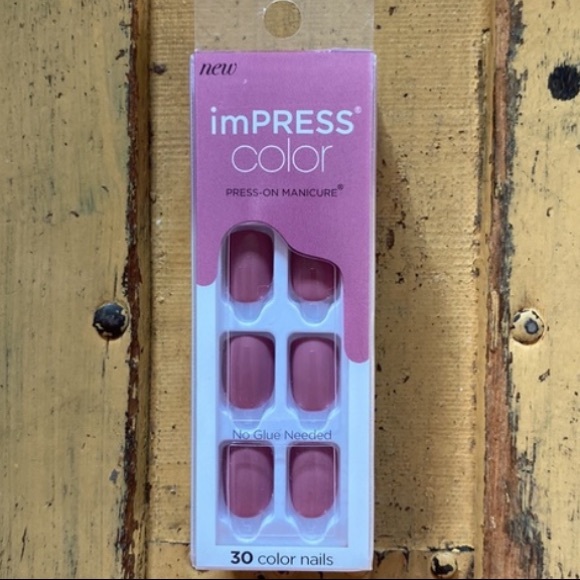 new
imPRESS®
color
PRESS-ON MANICURE®
No Glue Needed
30 color nails